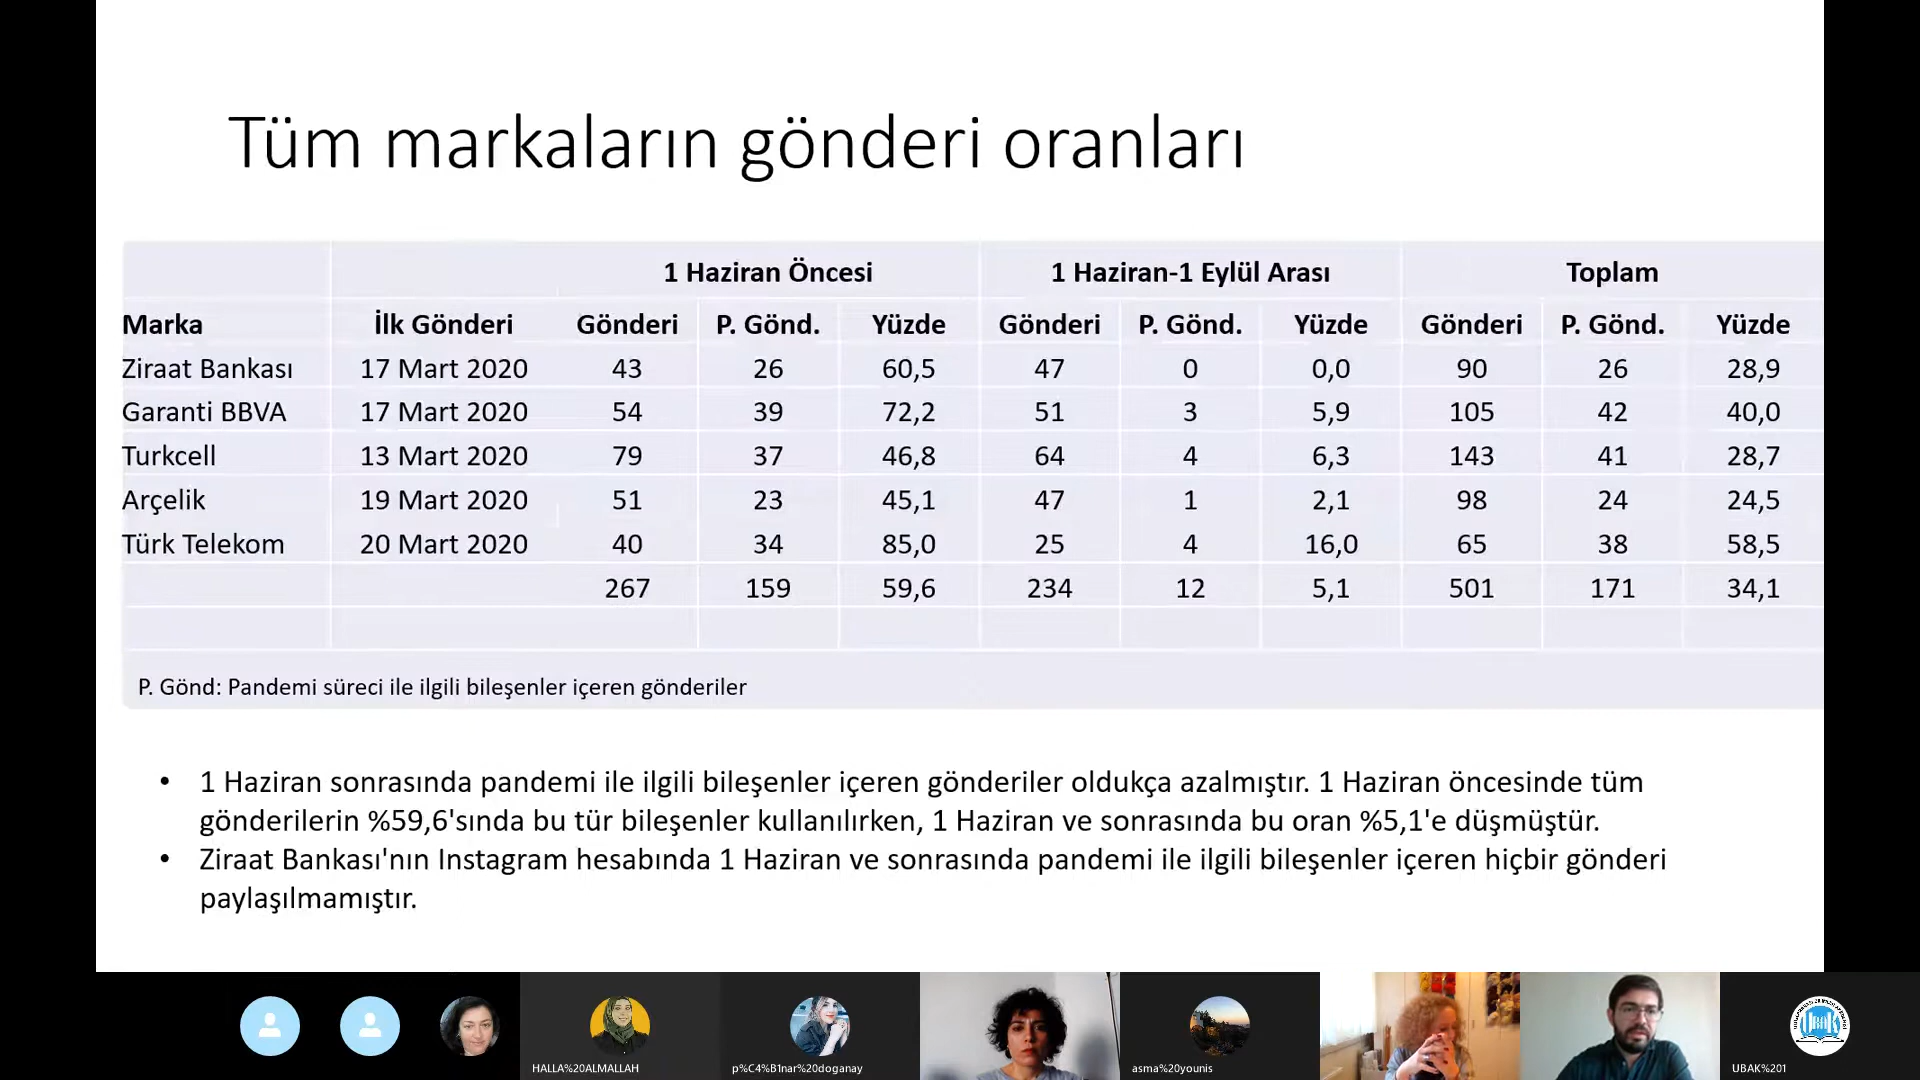 Tüm markaların gönderi oranları
1 Haziran Öncesi 1 Haziran-1 Eylül Arası Toplam
Marka İlk Gönderi Gönderi P. Gönd. Yüzde Gönderi P. Gönd. Yüzde Gönderi P. Gönd. Yüzde
Ziraat Bankası 17 Mart 2020 43 26 60,5 47 0 0,0 90 26 28,9
Garanti BBVA 17 Mart 2020 54 39 72,2 51 3 5,9 105 42 40,0
Turkcell 13 Mart 2020 79 37 46,8 64 4 6,3 143 41 28,7
Arçelik 19 Mart 2020 51 23 45,1 47 1 2,1 98 24 24,5
Türk Telekom 20 Mart 2020 40 34 85,0 25 4 16,0 65 38 58,5
267 159 59,6 234 12 5,1 501 171 34,1
P. Gönd: Pandemi süreci ile ilgili bileşenler içeren gönderiler
• 1 Haziran sonrasında pandemi ile ilgili bileşenler içeren gönderiler oldukça azalmıştır. 1 Haziran öncesinde tüm
gönderilerin %59,6'sında bu tür bileşenler kullanılırken, 1 Haziran ve sonrasında bu oran %5,1'e düşmüştür.
• Ziraat Bankası'nın Instagram hesabında 1 Haziran ve sonrasında pandemi ile ilgili bileşenler içeren hiçbir gönderi
paylaşılmamıştır.
HALLA%20ALMALLAH
p%C4%B1nar%20doganay
asma%20younis
UBAK
UBAK%201